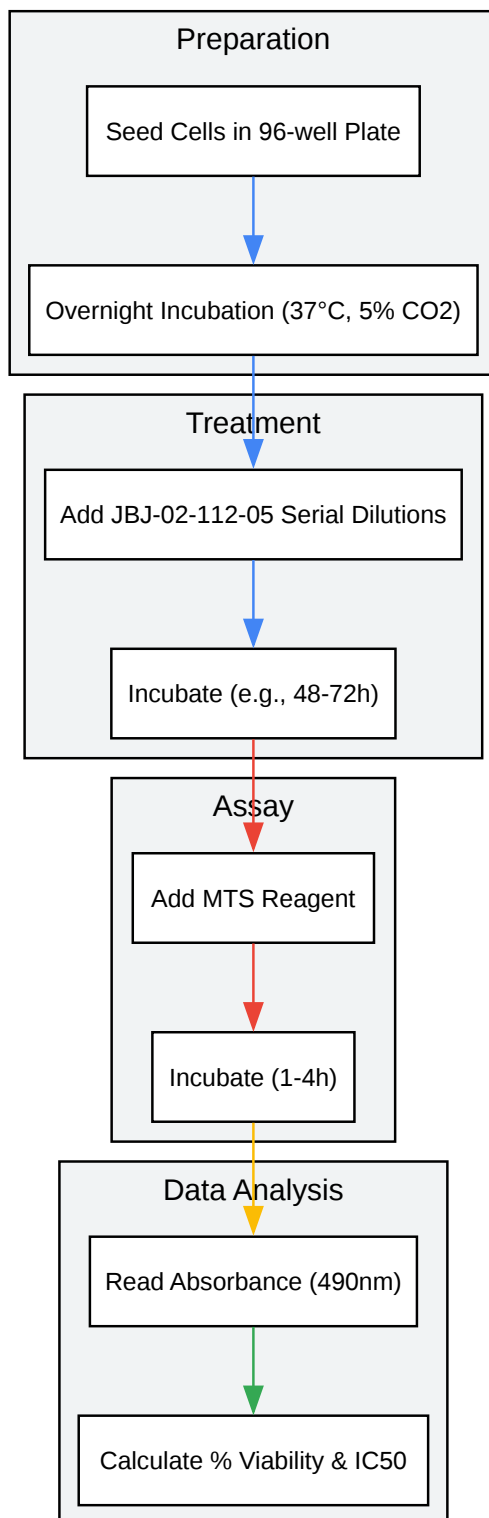 Preparation
Seed Cells in 96-well Plate
Overnight Incubation (37°C, 5% CO2)
Treatment
Add JBJ-02-112-05 Serial Dilutions
Incubate (e.g., 48-72h)
Assay
Add MTS Reagent
Incubate (1-4h)
Data Analysis
Read Absorbance (490nm)
Calculate % Viability & IC50